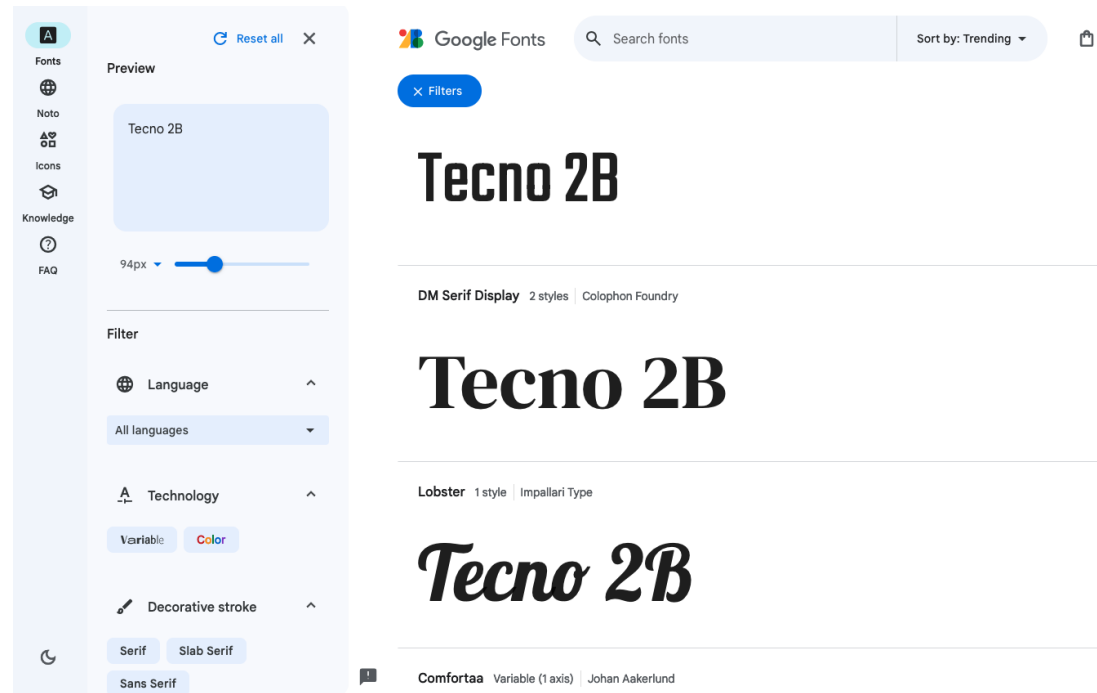 Reset all
Fonts
Preview
Noto
Tecno 2B
Icons
Knowledge
FAQ
94px
Filter
Language
All languages
Technology
Variable
Color
Decorative stroke
Serif
Slab Serif
Sans Serif
Google Fonts
Search fonts
Sort by: Trending
Filters
Tecno 2B
DM Serif Display 2 styles Colophon Foundry
Tecno 2B
Lobster 1 style Impallari Type
Tecno 2B
Comfortaa Variable (1 axis) Johan Aakerlund